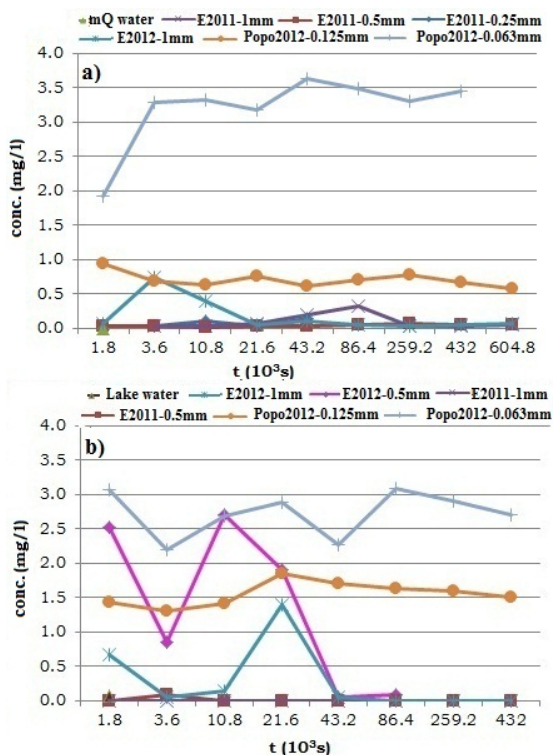 mQ water E2011-1mm E2011-0.5mm E2011-0.25mm
E2012-1mm Popo2012-0.125mm Popo2012-0.063mm
a)
4.0
3.5
3.0
2.5
2.0
1.5
1.0
0.5
0.0
conc. (mg/l)
1.8 3.6 10.8 21.6 43.2 86.4 259.2 432 604.8
t (10³s)
Lake water E2012-1mm E2012-0.5mm E2011-1mm
E2011-0.5mm Popo2012-0.125mm Popo2012-0.063mm
b)
4.0
3.5
3.0
2.5
2.0
1.5
1.0
0.5
0.0
conc. (mg/l)
1.8 3.6 10.8 21.6 43.2 86.4 259.2 432
t (10³s)